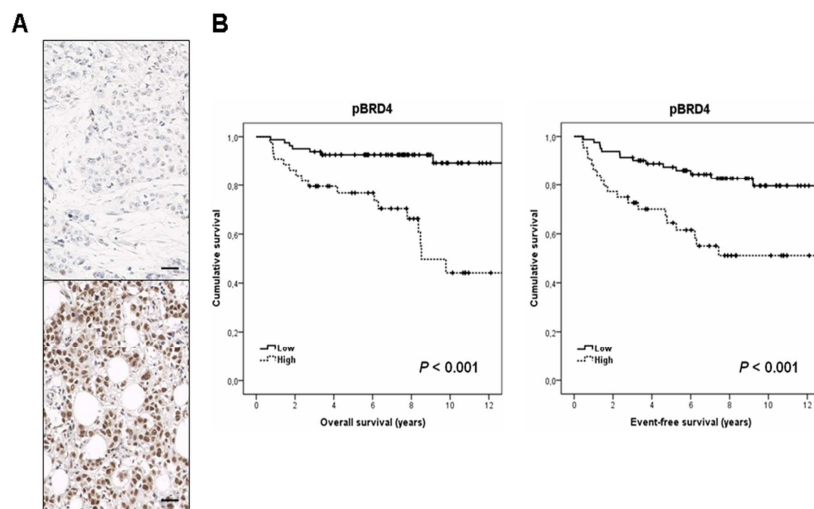 A
B
pBRD4
1,0
0,8
0,6
0,4
0,2
0,0
Cumulative survival
Low
High
P < 0.001
0 2 4 6 8 10 12
Overall survival (years)
pBRD4
1,0
0,8
0,6
0,4
0,2
0,0
Cumulative survival
Low
High
P < 0.001
0 2 4 6 8 10 12
Event-free survival (years)